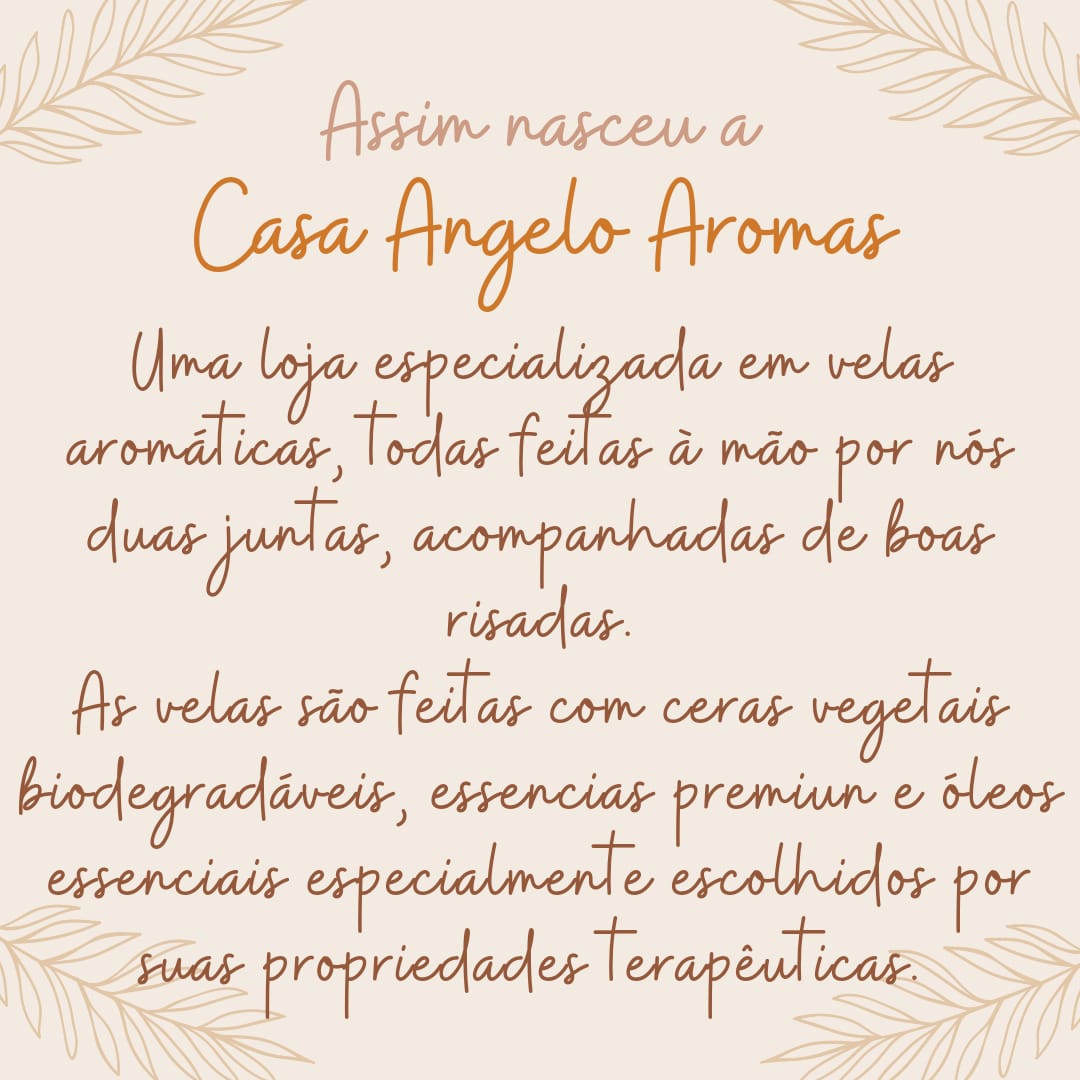 Assim nasceu a
Casa Angelo Aromas
Uma loja especializada em velas
aromáticas, todas feitas à mão por nós
duas juntas, acompanhadas de boas
risadas.
As velas são feitas com ceras vegetais
biodegradáveis, essencias premiun e óleos
essenciais especialmente escolhidos por
suas propriedades terapêuticas.